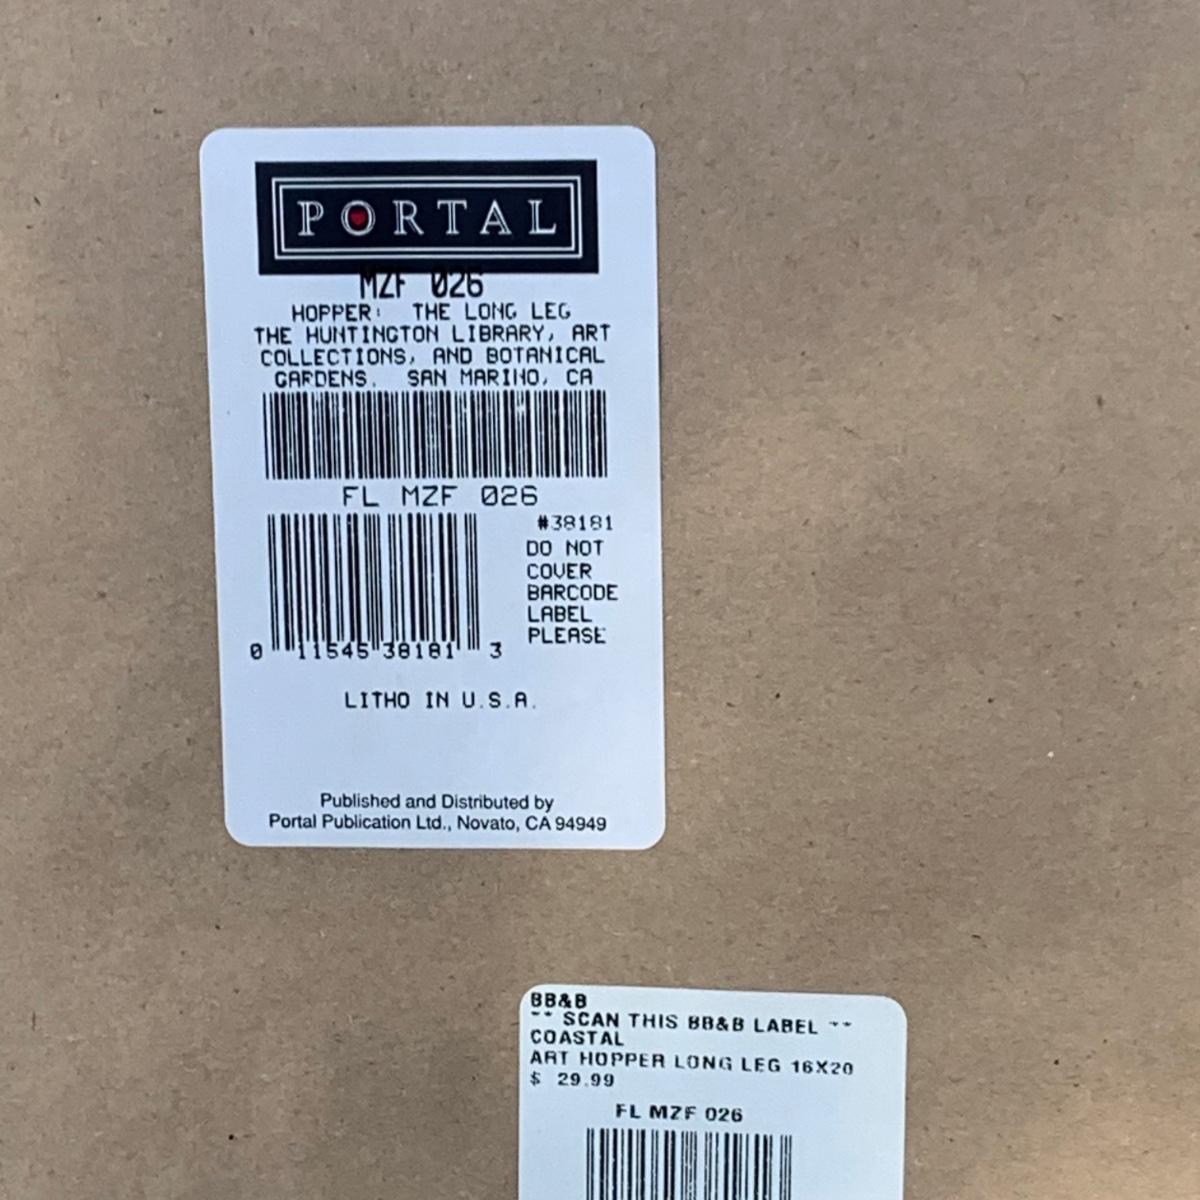 PORTAL
MZF 026
HOPPER: THE LONG LEG
THE HUNTINGTON LIBRARY, ART
COLLECTIONS, AND BOTANICAL
GARDENS. SAN MARINO, CA
FL MZF 026
#38181
DO NOT
COVER
BARCODE
LABEL
PLEASE
0 11545 38181 3
LITHO IN U.S.A.
Published and Distributed by
Portal Publication Ltd., Novato, CA 94949
BB&B
** SCAN THIS BB&B LABEL **
COASTAL
ART HOPPER LONG LEG 16X20
$ 29.99
FL MZF 026